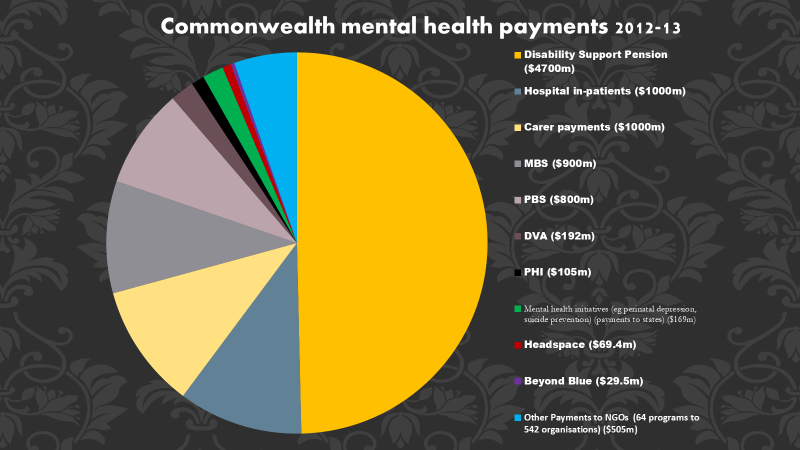 Commonwealth mental health payments 2012-13
Disability Support Pension
($4700m)
Hospital in-patients ($1000m)
Carer payments ($1000m)
MBS ($900m)
PBS ($800m)
DVA ($192m)
PHI ($105m)
Mental health initiatives (eg perinatal depression,
suicide prevention) (payments to states) ($169m)
Headspace ($69.4m)
Beyond Blue ($29.5m)
Other Payments to NGOs (64 programs to
542 organisations) ($505m)